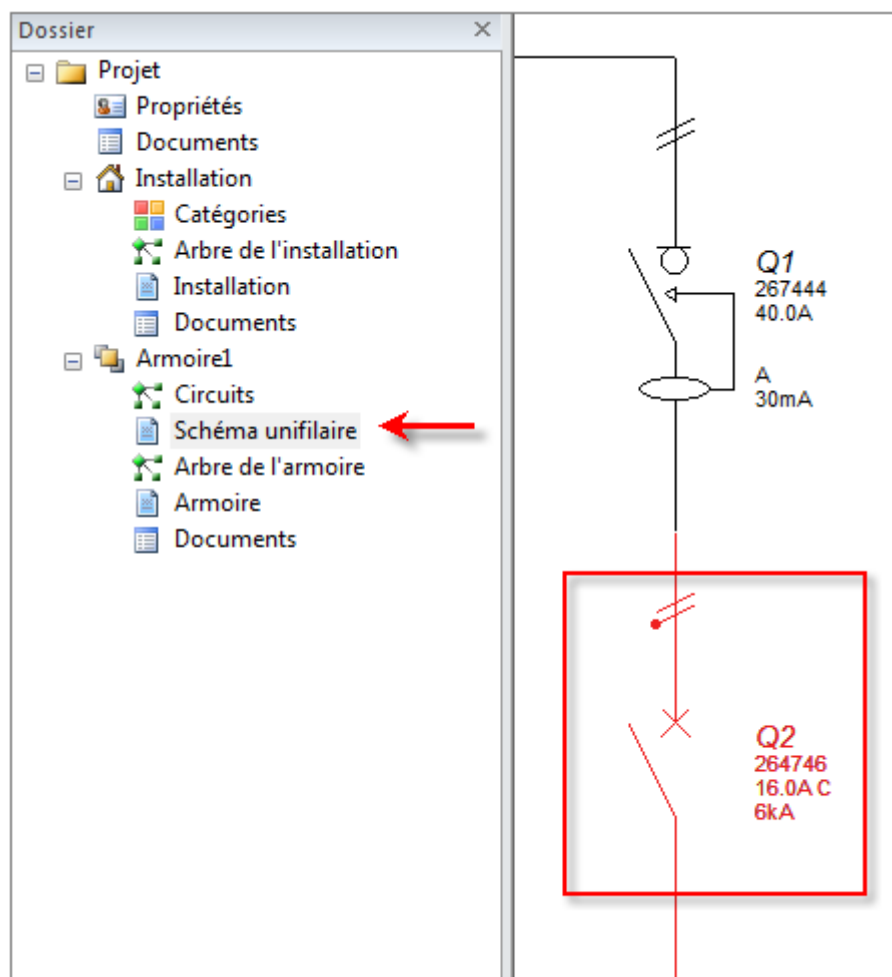 Dossier
Projet
Propriétés
Documents
Installation
Catégories
Arbre de l'installation
Installation
Documents
Armoire1
Circuits
Schéma unifilaire
Arbre de l'armoire
Armoire
Documents
Q1
267444
40.0A
A
30mA
Q2
264746
16.0A C
6kA